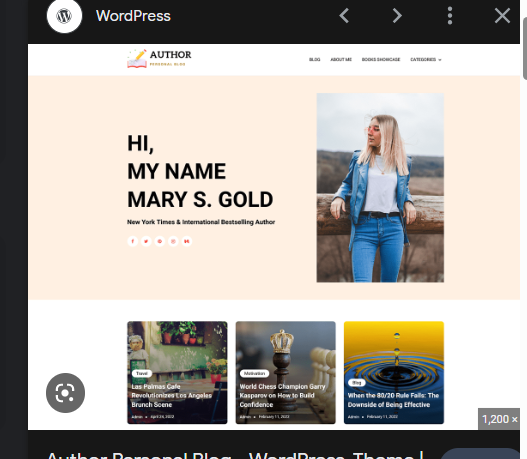 WordPress
AUTHOR
PERSONAL BLOG
BLOG ABOUT ME BOOKS SHOWCASE CATEGORIES
HI,
MY NAME
MARY S. GOLD
New York Times & International Bestselling Author
Travel
Las Palmas Cafe
Revolutionizes Los Angeles
Brunch Scene
Admin • April 24, 2022
Motivation
World Chess Champion Garry
Kasparov on How to Build
Confidence
Admin • February 11, 2022
Blog
When the 80/20 Rule Fails: The
Downside of Being Effective
Admin • February 11, 2022
1,200 ×
Author Personal Blog - WordPress Theme |